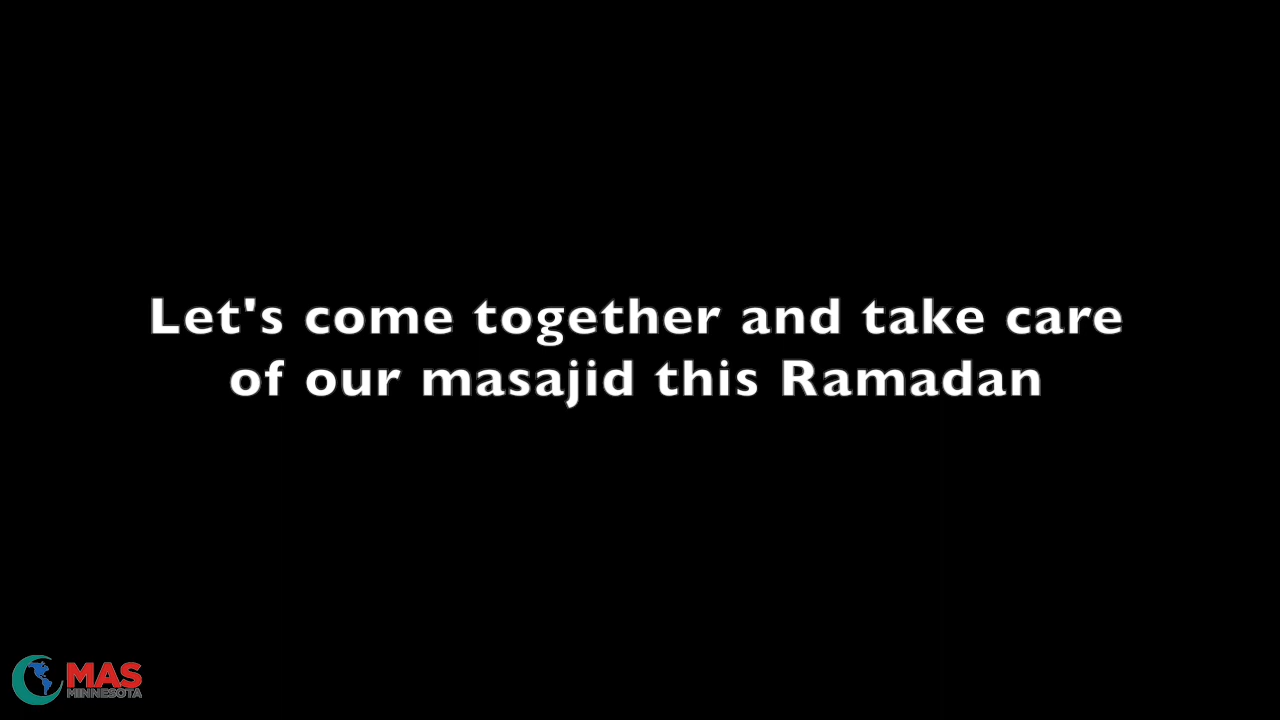 Let's come together and take care
of our masajid this Ramadan
MAS
MINNESOTA